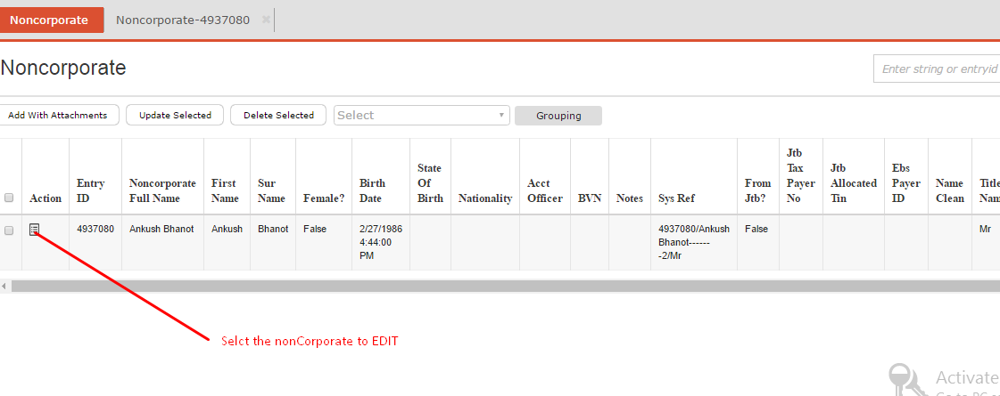 Noncorporate
Noncorporate-4937080 ×
Noncorporate
Enter string or entryid
Add With Attachments
Update Selected
Delete Selected
Select
Grouping
Action
Entry
ID
Noncorporate
Full Name
First
Name
Sur
Name
Female?
Birth
Date
State
Of
Birth
Nationality
Acct
Officer
BVN
Notes
Sys Ref
From
Jtb?
Jtb
Tax
Payer
No
Jtb
Allocated
Tin
Ebs
Payer
ID
Name
Clean
Title
4937080
Ankush Bhanot
Ankush
Bhanot
False
2/27/1986
4:44:00
PM
4937080/Ankush
Bhanot------
-2/Mr
False
Mr
Selct the nonCorporate to EDIT
Activate